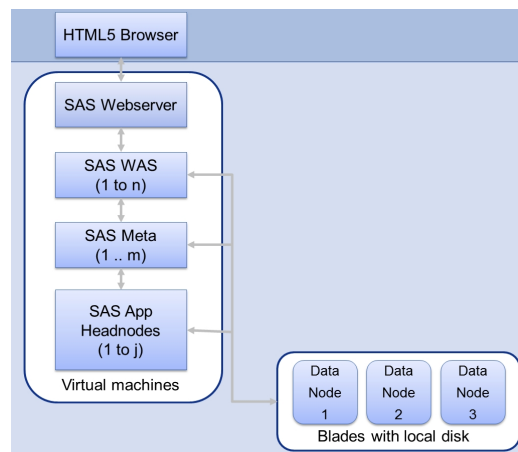 HTML5 Browser
SAS Webserver
SAS WAS
(1 to n)
SAS Meta
(1 .. m)
SAS App
Headnodes
(1 to j)
Virtual machines
Data
Node
1
Data
Node
2
Data
Node
3
Blades with local disk